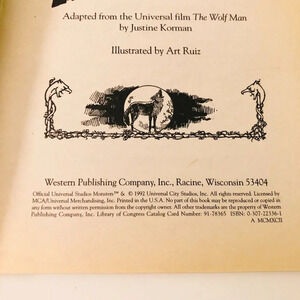 Adapted from the Universal film The Wolf Man
by Justine Korman
Illustrated by Art Ruiz
Western Publishing Company, Inc., Racine, Wisconsin 53404
Official Universal Studios Monsters™ & © 1992 Universal City Studios, Inc. All rights reserved. Licensed by
MCA/Universal Merchandising, Inc. Printed in the U.S.A. No part of this book may be reproduced or copied in
any form without written permission from the copyright owner. All other trademarks are the property of Western
Publishing Company, Inc. Library of Congress Catalog Card Number: 91-78365 ISBN: 0-307-22336-1
A MCMXCII